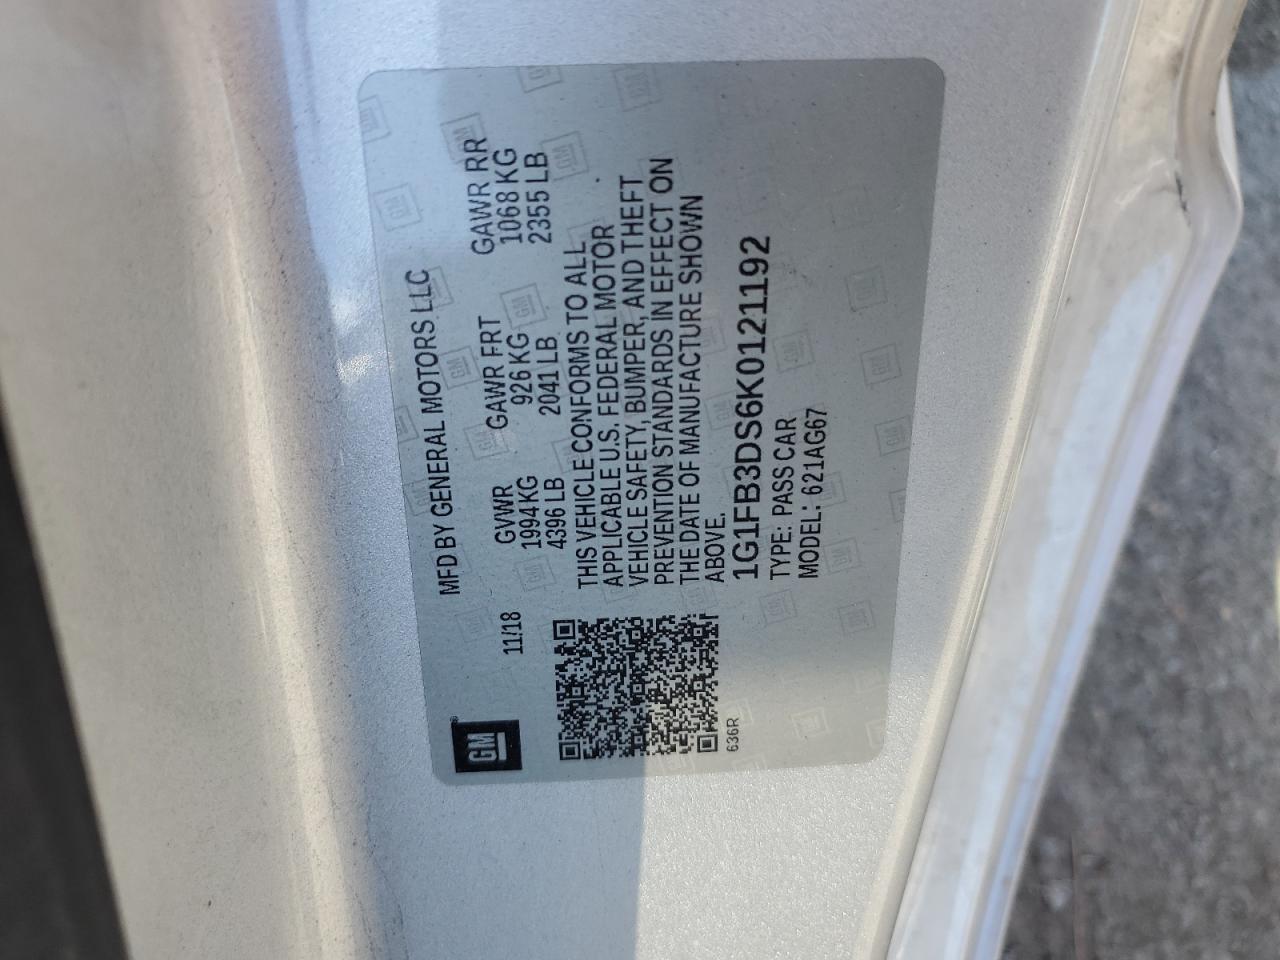 GM
MFD BY GENERAL MOTORS LLC
11/18
GVWR GAWR FRT GAWR RR
1994 KG 926 KG 1068 KG
4396 LB 2041 LB 2355 LB
THIS VEHICLE CONFORMS TO ALL
APPLICABLE U.S. FEDERAL MOTOR
VEHICLE SAFETY, BUMPER, AND THEFT
PREVENTION STANDARDS IN EFFECT ON
THE DATE OF MANUFACTURE SHOWN
ABOVE.
1G1FB3DS6K0121192
TYPE: PASS CAR
MODEL: 621AG67
636R